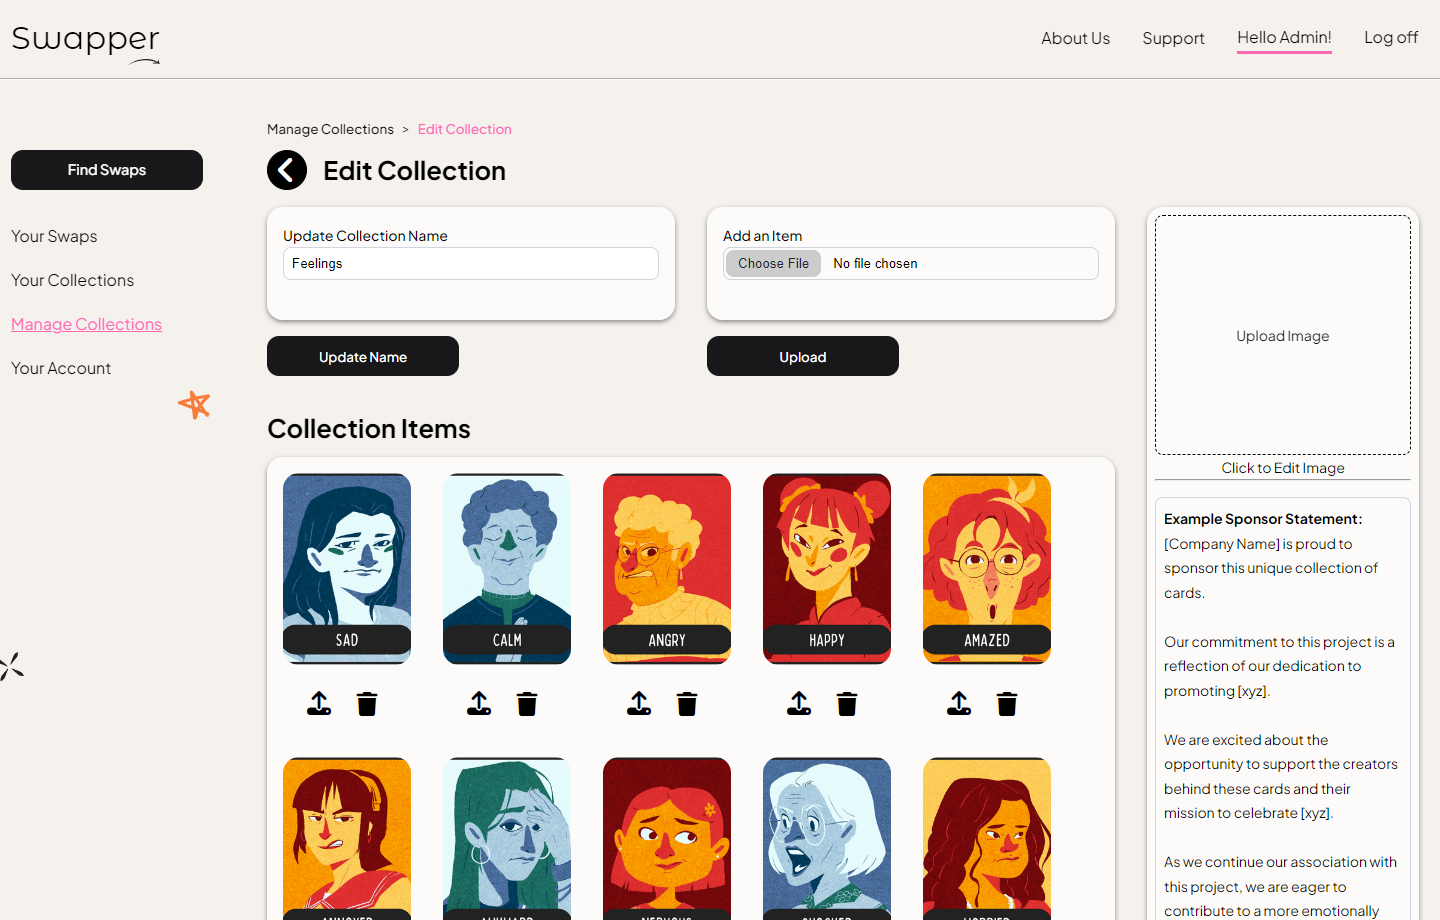 Swapper
About Us
Support
Hello Admin!
Log off
Manage Collections > Edit Collection
Find Swaps
Edit Collection
Your Swaps
Your Collections
Manage Collections
Your Account
Update Collection Name
Feelings
Update Name
Add an Item
Choose File No file chosen
Upload
Collection Items
SAD
CALM
ANGRY
HAPPY
AMAZED
Upload Image
Click to Edit Image
Example Sponsor Statement:
[Company Name] is proud to
sponsor this unique collection of
cards.
Our commitment to this project is a
reflection of our dedication to
promoting [xyz].
We are excited about the
opportunity to support the creators
behind these cards and their
mission to celebrate [xyz].
As we continue our association with
this project, we are eager to
contribute to a more emotionally